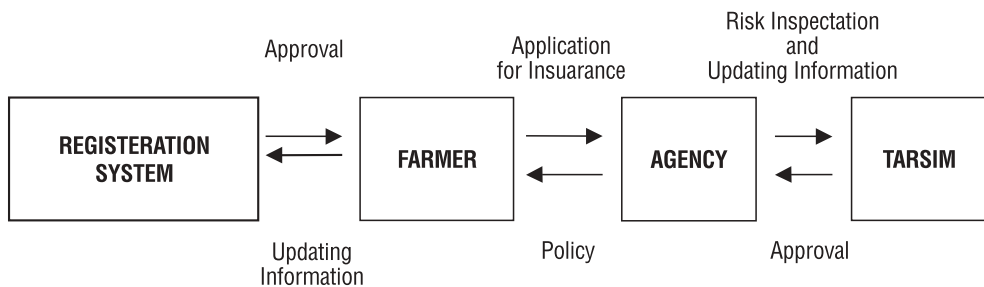 Risk Inspectation
and
Updating Information
Approval
Application
for Insuarance
REGISTERATION
SYSTEM
FARMER
AGENCY
TARSIM
Updating
Information
Policy
Approval